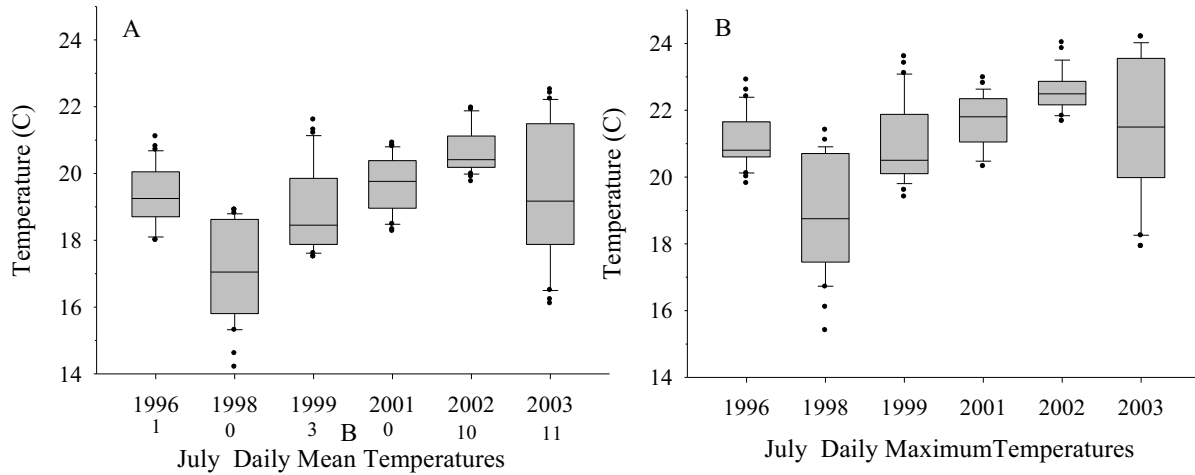 A
24
22
20
18
16
14
Temperature (C)
1996 1998 1999 2001 2002 2003
1 0 3 B 0 10 11
July Daily Mean Temperatures
B
24
22
20
18
16
14
Temperature (C)
1996 1998 1999 2001 2002 2003
July Daily MaximumTemperatures